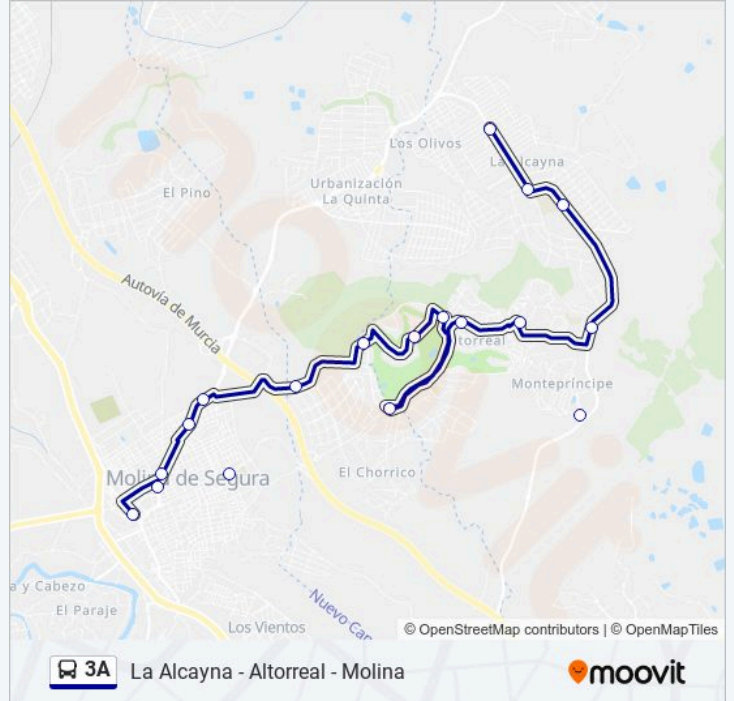 Los Olivos
La Alcayna
Urbanización
La Quinta
El Pino
Autovía de Murcia
Altorreal
Montepríncipe
El Chorrico
Molina de Segura
a y Cabezo
El Paraje
Nuevo Car
Los Vientos
© OpenStreetMap contributors | © OpenMapTiles
3A La Alcayna - Altorreal - Molina
moovit